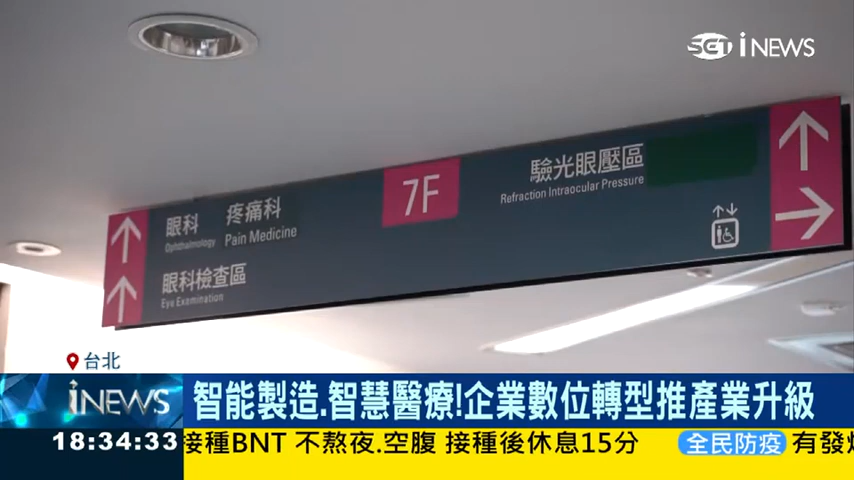 SET iNEWS
7F
驗光眼壓區
Refraction Intraocular Pressure
眼科 疼痛科
Ophthalmology Pain Medicine
眼科檢查區
Eye Examination
台北
iNEWS 智能製造.智慧醫療!企業數位轉型推產業升級
18:34:33 接種BNT 不熬夜.空腹 接種後休息15分 全民防疫 有發燒